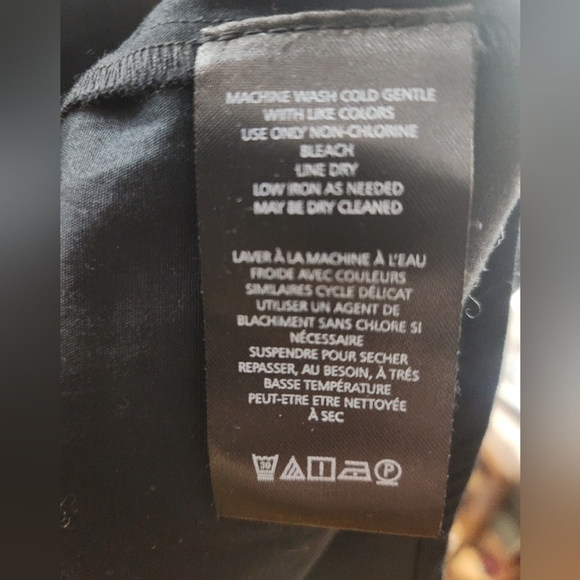 MACHINE WASH COLD GENTLE
WITH LIKE COLORS
USE ONLY NON-CHLORINE
BLEACH
LINE DRY
LOW IRON AS NEEDED
MAY BE DRY CLEANED
LAVER À LA MACHINE À L'EAU
FROIDE AVEC COULEURS
SIMILAIRES CYCLE DÉLICAT
UTILISER UN AGENT DE
BLACHIMENT SANS CHLORE SI
NÉCESSAIRE
SUSPENDRE POUR SECHER
REPASSER, AU BESOIN, À TRÉS
BASSE TEMPÉRATURE
PEUT-ETRE ETRE NETTOYÉE
À SEC
30 P